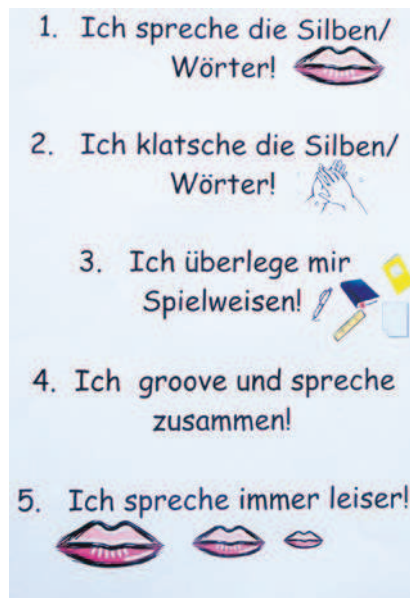 1. Ich spreche die Silben/
Wörter!
2. Ich klatsche die Silben/
Wörter!
3. Ich überlege mir
Spielweisen!
4. Ich groove und spreche
zusammen!
5. Ich spreche immer leiser!